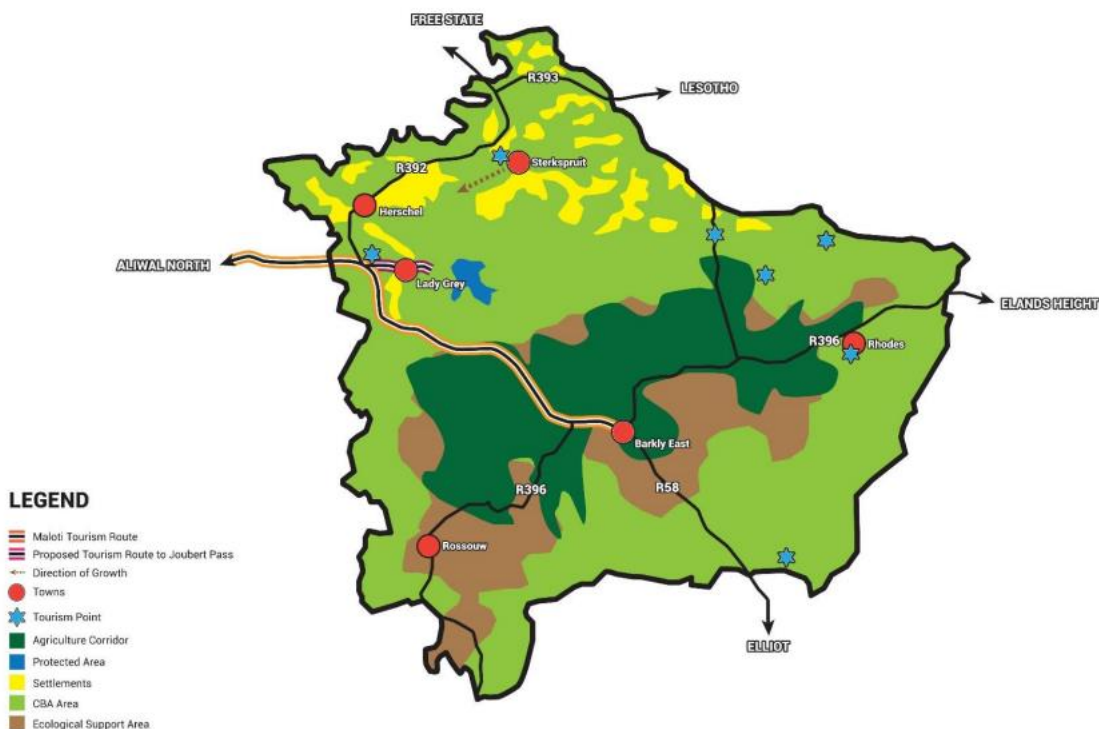 FREE STATE
R393
LESOTHO
Sterkspruit
R392
Herschel
ALIWAL NORTH
Lady Grey
ELANDS HEIGHT
R396
Rhodes
Barkly East
R396
R58
Rossouw
ELLIOT
LEGEND
Maloti Tourism Route
Proposed Tourism Route to Joubert Pass
Direction of Growth
Towns
Tourism Point
Agriculture Corridor
Protected Area
Settlements
CBA Area
Ecological Support Area